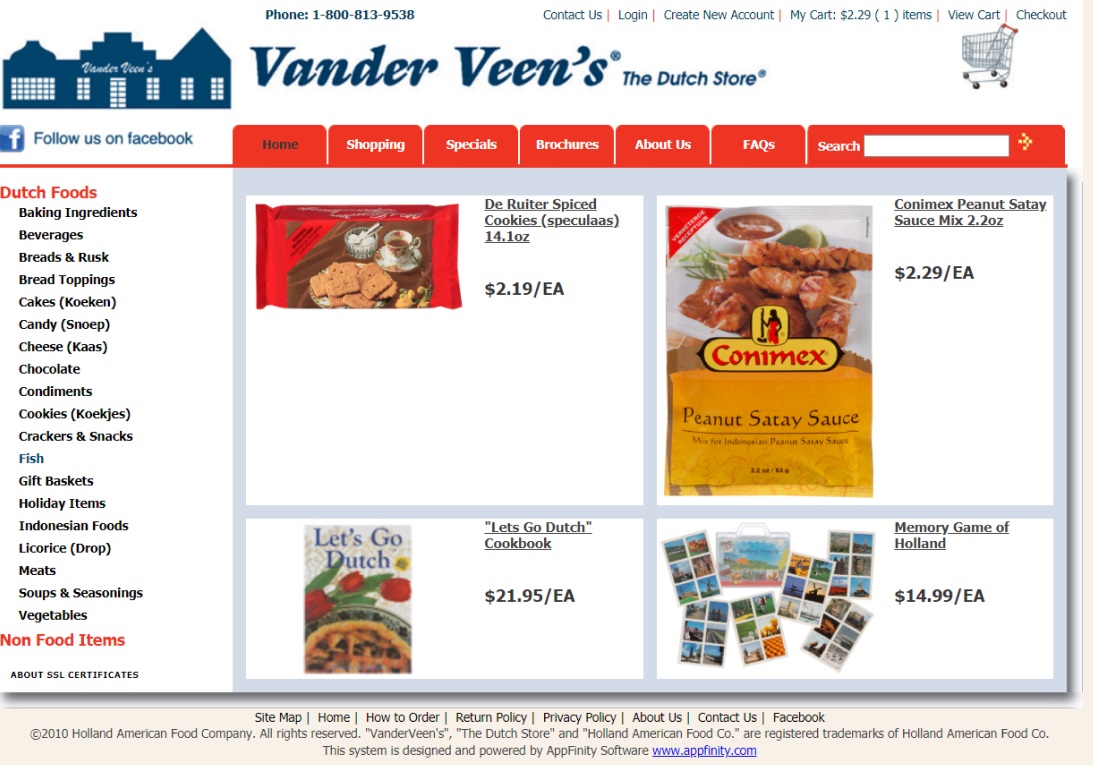 Phone: 1-800-813-9538
Contact Us | Login | Create New Account | My Cart: $2.29 ( 1 ) items | View Cart | Checkout
Vander Veen's
Vander Veen's® The Dutch Store®
Follow us on facebook
Home
Shopping
Specials
Brochures
About Us
FAQs
Search
Dutch Foods
Baking Ingredients
Beverages
Breads & Rusk
Bread Toppings
Cakes (Koeken)
Candy (Snoep)
Cheese (Kaas)
Chocolate
Condiments
Cookies (Koekjes)
Crackers & Snacks
Fish
Gift Baskets
Holiday Items
Indonesian Foods
Licorice (Drop)
Meats
Soups & Seasonings
Vegetables
Non Food Items
ABOUT SSL CERTIFICATES
De Ruiter Spiced
Cookies (speculaas)
14.1oz
$2.19/EA
VERBETERDE
RECEPTUUR
Conimex
Peanut Satay Sauce
Mix for Indonesian Peanut Satay Sauce
2.2 oz / 63 g
Conimex Peanut Satay
Sauce Mix 2.2oz
$2.29/EA
Let's Go
Dutch
"Lets Go Dutch"
Cookbook
$21.95/EA
Memory Game of
Holland
$14.99/EA
Site Map | Home | How to Order | Return Policy | Privacy Policy | About Us | Contact Us | Facebook
©2010 Holland American Food Company. All rights reserved. "VanderVeen's", "The Dutch Store" and "Holland American Food Co." are registered trademarks of Holland American Food Co.
This system is designed and powered by AppFinity Software www.appfinity.com